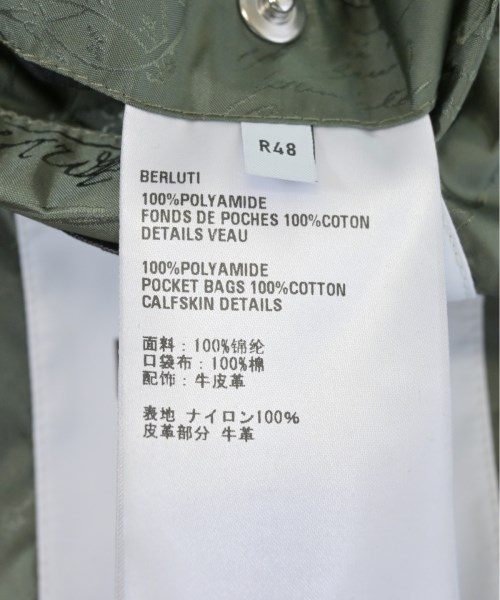 R48
BERLUTI
100%POLYAMIDE
FONDS DE POCHES 100%COTON
DETAILS VEAU
100%POLYAMIDE
POCKET BAGS 100%COTTON
CALFSKIN DETAILS
面料：100%锦纶
口袋布：100%棉
配饰：牛皮革
表地 ナイロン100%
皮革部分 牛革